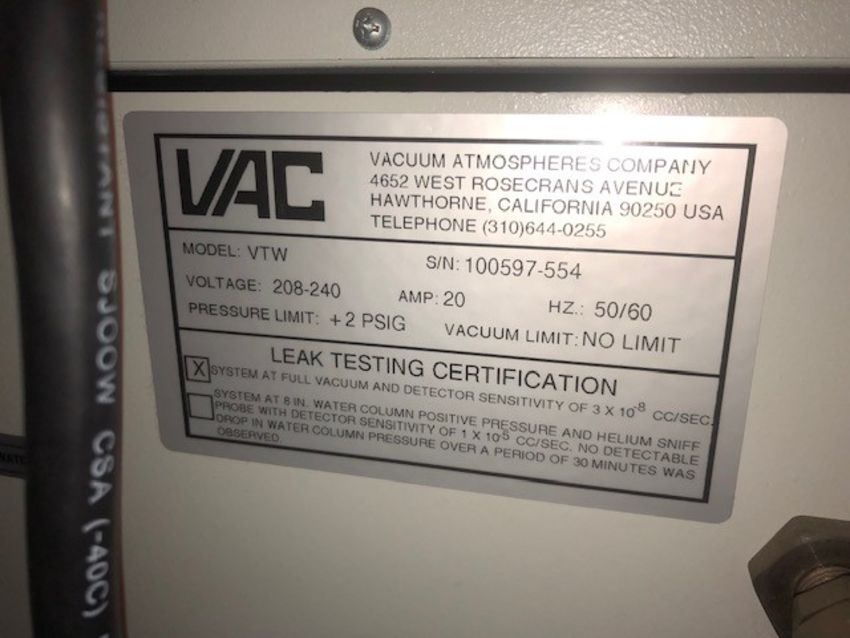 VAC
VACUUM ATMOSPHERES COMPANY
4652 WEST ROSECRANS AVENUE
HAWTHORNE, CALIFORNIA 90250 USA
TELEPHONE (310)644-0255
MODEL: VTW S/N: 100597-554
VOLTAGE: 208-240 AMP: 20 HZ.: 50/60
PRESSURE LIMIT: +2 PSIG VACUUM LIMIT: NO LIMIT
LEAK TESTING CERTIFICATION
X SYSTEM AT FULL VACUUM AND DETECTOR SENSITIVITY OF 3 X 10-8 CC/SEC.
SYSTEM AT 8 IN. WATER COLUMN POSITIVE PRESSURE AND HELIUM SNIFF
PROBE WITH DETECTOR SENSITIVITY OF 1 X 10-5 CC/SEC. NO DETECTABLE
DROP IN WATER COLUMN PRESSURE OVER A PERIOD OF 30 MINUTES WAS
OBSERVED.
SJOOW CSA (-40C)